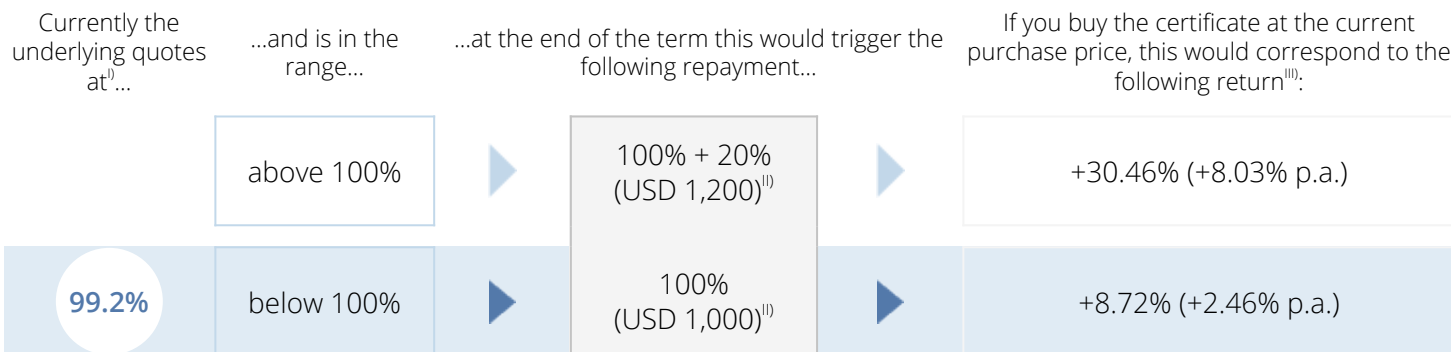 Currently the
underlying quotes
at^I)...
...and is in the
range...
...at the end of the term this would trigger the
following repayment...
If you buy the certificate at the current
purchase price, this would correspond to the
following return^III):
above 100%
100% + 20%
(USD 1,200)^II)
+30.46% (+8.03% p.a.)
99.2%
below 100%
100%
(USD 1,000)^II)
+8.72% (+2.46% p.a.)